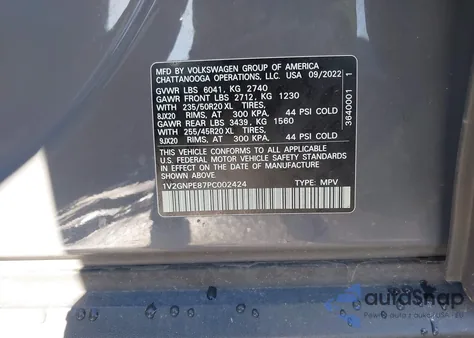 MFD. BY VOLKSWAGEN GROUP OF AMERICA
CHATTANOOGA OPERATIONS, LLC. USA 09/2022
GVWR LBS 6041, KG 2740
GAWR FRONT LBS 2712, KG 1230
235/50R20 XL TIRES,
8JX20 RIMS, AT 300 KPA. 44 PSI COLD
GAWR REAR LBS 3439, KG 1560
255/45R20 XL TIRES,
9JX20 RIMS, AT 300 KPA. 44 PSI COLD
THIS VEHICLE CONFORMS TO ALL APPLICABLE
U.S. FEDERAL MOTOR VEHICLE SAFETY STANDARDS
IN EFFECT ON THE DATE OF MANUFACTURE
SHOWN ABOVE.
1V2GNPE87PC002424 TYPE: MPV
3640001 1
autoSnap